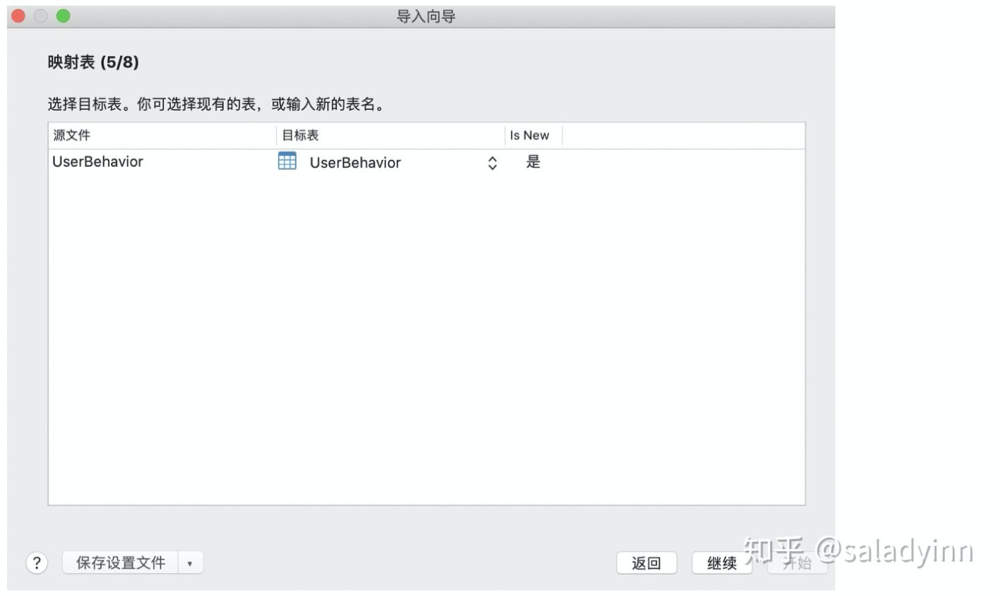 导入向导
映射表 (5/8)
选择目标表。你可选择现有的表，或输入新的表名。
源文件 目标表 Is New
UserBehavior UserBehavior 是
? 保存设置文件 返回 继续 开始
知乎 @saladyinn